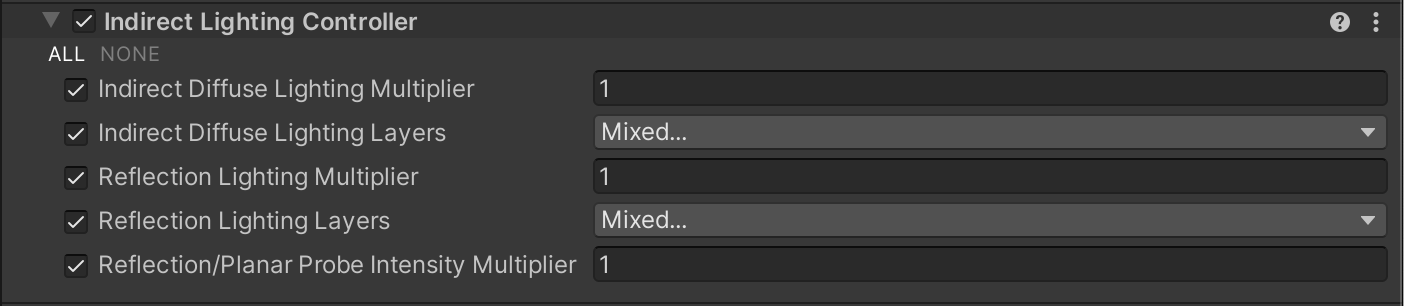 Indirect Lighting Controller
ALL NONE
Indirect Diffuse Lighting Multiplier 1
Indirect Diffuse Lighting Layers Mixed...
Reflection Lighting Multiplier 1
Reflection Lighting Layers Mixed...
Reflection/Planar Probe Intensity Multiplier 1